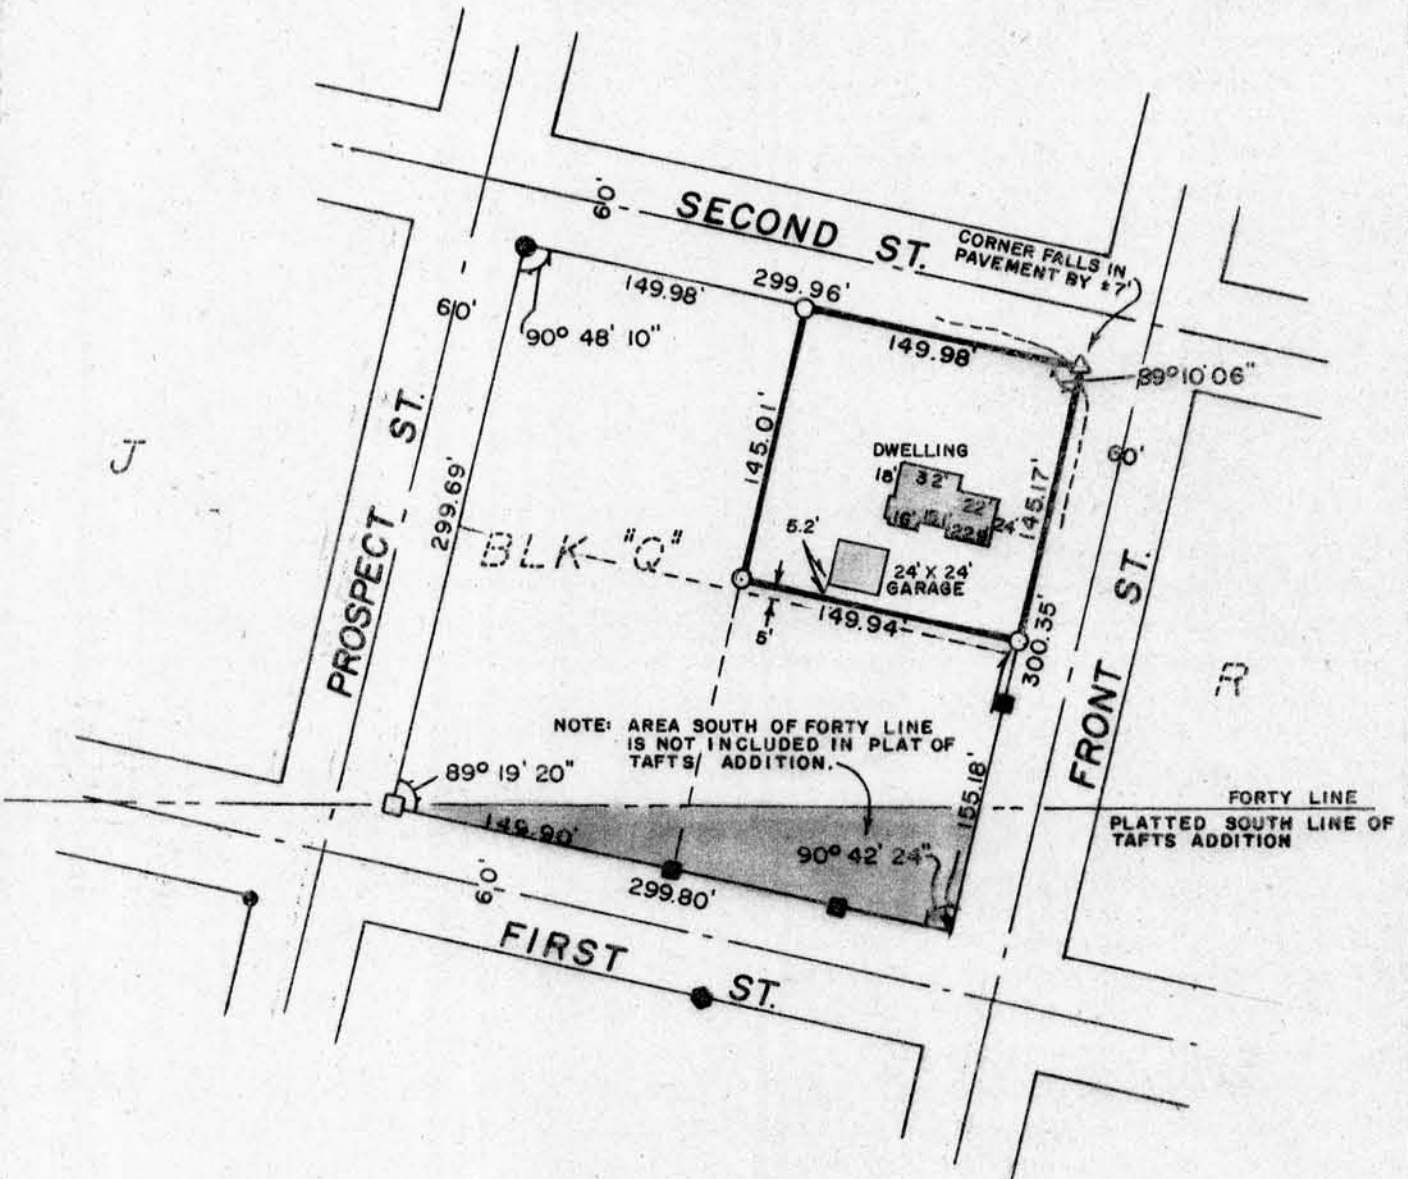 60'
SECOND ST.
CORNER FALLS IN
PAVEMENT BY ±7'
149.98'
299.96'
60'
90° 48' 10"
149.98'
89° 10' 06"
60'
J
PROSPECT ST.
299.69'
145.01'
DWELLING
18'
32'
22'
16'
24'
145.17'
BLK "Q"
5.2'
24' X 24'
GARAGE
149.94'
5'
300.35'
FRONT ST.
R
NOTE: AREA SOUTH OF FORTY LINE
IS NOT INCLUDED IN PLAT OF
TAFTS ADDITION.
89° 19' 20"
155.18'
FORTY LINE
PLATTED SOUTH LINE OF
TAFTS ADDITION
149.90'
90° 42' 24"
60'
299.80'
FIRST ST.